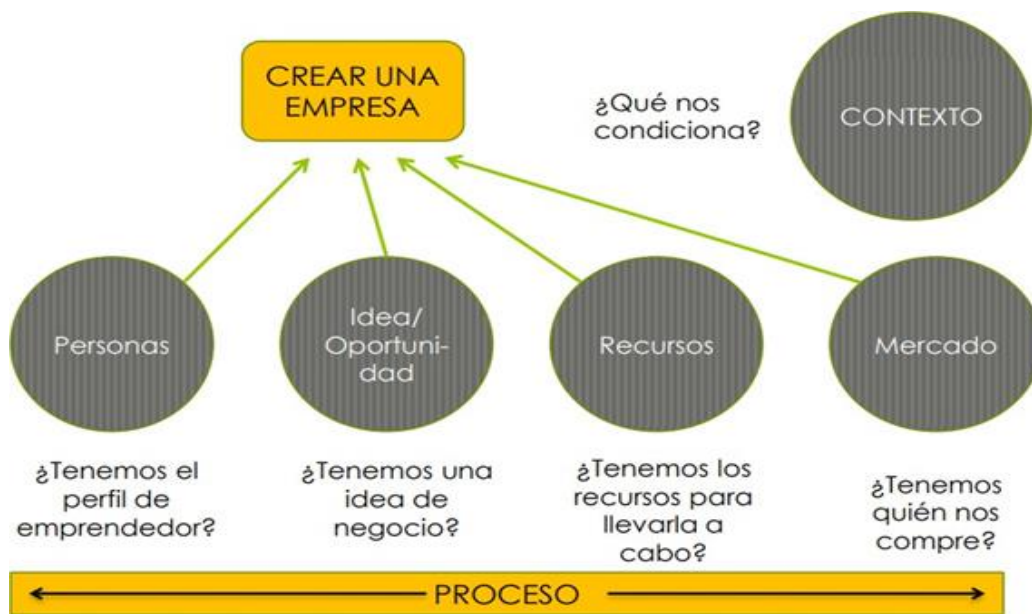 CREAR UNA
EMPRESA
¿Qué nos
condiciona?
CONTEXTO
Personas
Idea/
Oportuni-
dad
Recursos
Mercado
¿Tenemos el
perfil de
emprendedor?
¿Tenemos una
idea de
negocio?
¿Tenemos los
recursos para
llevarla a
cabo?
¿Tenemos
quién nos
compre?
PROCESO